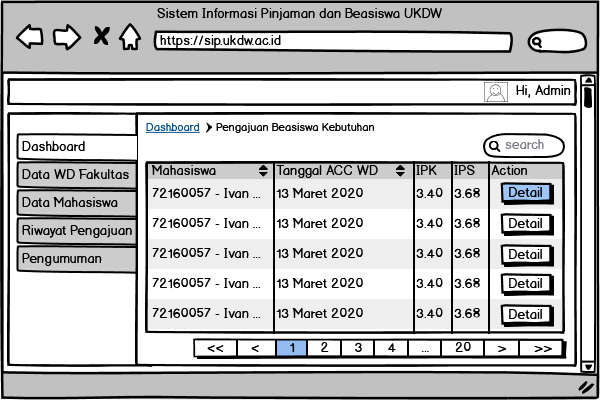 Sistem Informasi Pinjaman dan Beasiswa UKDW
https://sip.ukdw.ac.id
Hi, Admin
Dashboard
Data WD Fakultas
Data Mahasiswa
Riwayat Pengajuan
Pengumuman
Dashboard Pengajuan Beasiswa Kebutuhan
search
Mahasiswa Tanggal ACC WD IPK IPS Action
72160057 - Ivan ... 13 Maret 2020 3.40 3.68 Detail
72160057 - Ivan ... 13 Maret 2020 3.40 3.68 Detail
72160057 - Ivan ... 13 Maret 2020 3.40 3.68 Detail
72160057 - Ivan ... 13 Maret 2020 3.40 3.68 Detail
72160057 - Ivan ... 13 Maret 2020 3.40 3.68 Detail
<< < 1 2 3 4 ... 20 > >>